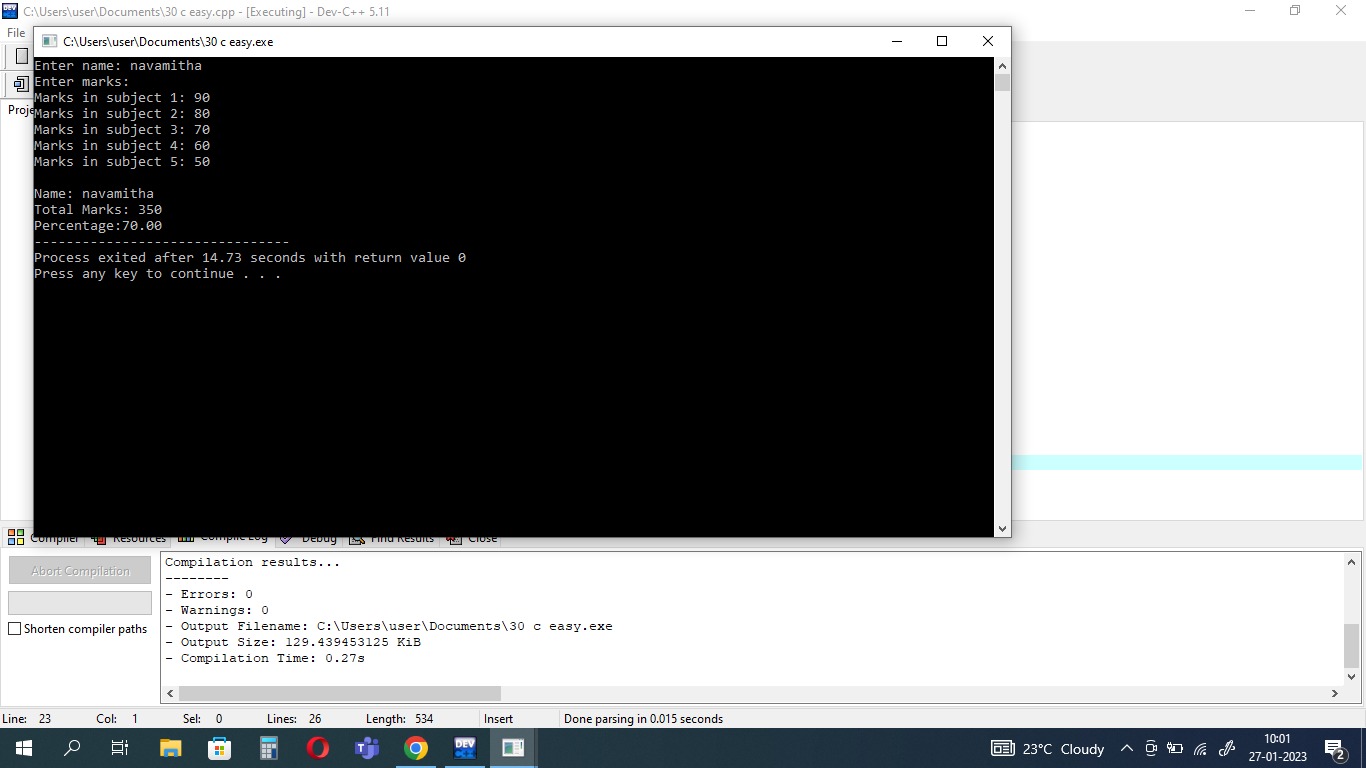 C:\Users\user\Documents\30 c easy.cpp - [Executing] - Dev-C++ 5.11
File
C:\Users\user\Documents\30 c easy.exe
Proje
Enter name: navamitha
Enter marks:
Marks in subject 1: 90
Marks in subject 2: 80
Marks in subject 3: 70
Marks in subject 4: 60
Marks in subject 5: 50
Name: navamitha
Total Marks: 350
Percentage:70.00
--------------------------------
Process exited after 14.73 seconds with return value 0
Press any key to continue . . .
Compiler Resources Compile Log Debug Find Results Close
Abort Compilation
Shorten compiler paths
Compilation results...
--------
- Errors: 0
- Warnings: 0
- Output Filename: C:\Users\user\Documents\30 c easy.exe
- Output Size: 129.439453125 KiB
- Compilation Time: 0.27s
Line: 23 Col: 1 Sel: 0 Lines: 26 Length: 534 Insert Done parsing in 0.015 seconds
DEV
23°C Cloudy
10:01
27-01-2023
2